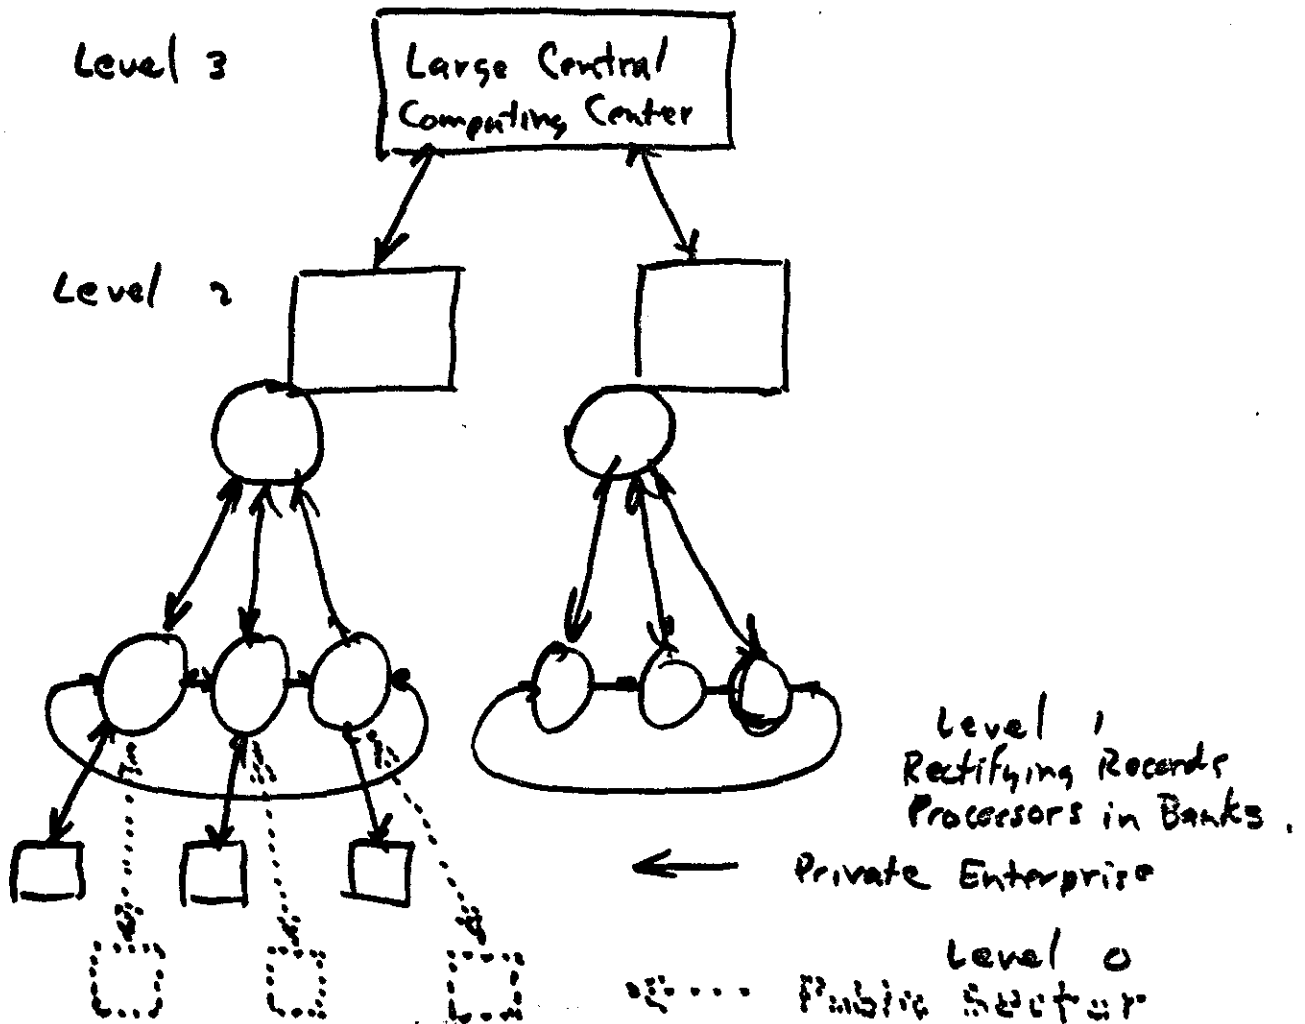 Level 3
Large Central
Computing Center
Level 2
Level 1
Rectifying Records
Processors in Banks.
Private Enterprise
Level 0
Public Sector